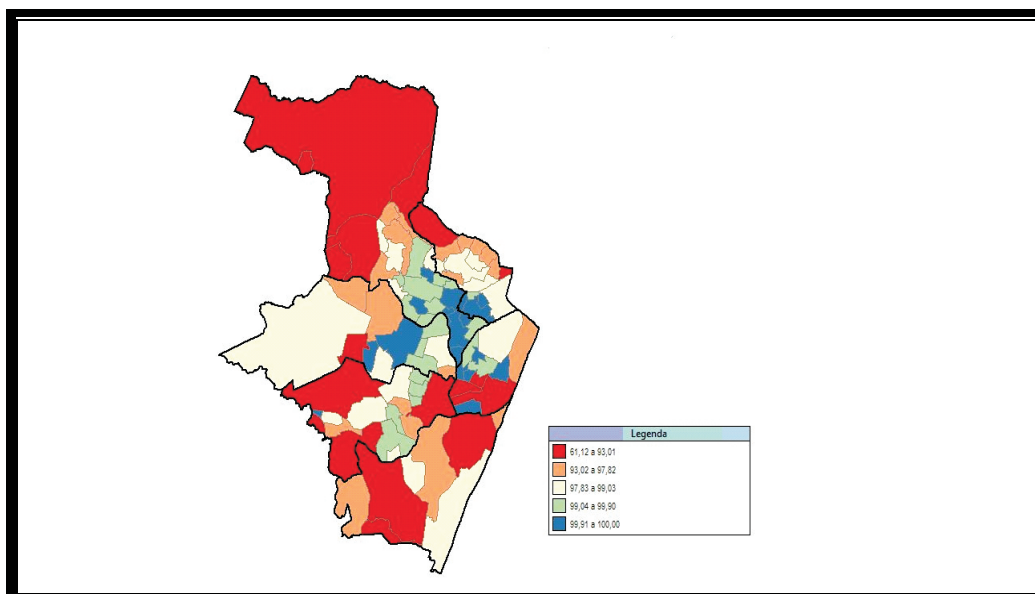 Legenda
61,12 a 93,01
93,02 a 97,82
97,83 a 99,03
99,04 a 99,90
99,91 a 100,00